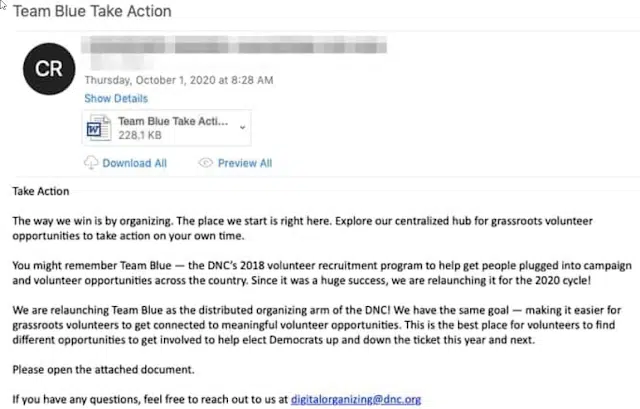 Team Blue Take Action
CR
Thursday, October 1, 2020 at 8:28 AM
Show Details
Team Blue Take Acti...
228.1 KB
Download All Preview All
Take Action
The way we win is by organizing. The place we start is right here. Explore our centralized hub for grassroots volunteer
opportunities to take action on your own time.
You might remember Team Blue — the DNC's 2018 volunteer recruitment program to help get people plugged into campaign
and volunteer opportunities across the country. Since it was a huge success, we are relaunching it for the 2020 cycle!
We are relaunching Team Blue as the distributed organizing arm of the DNC! We have the same goal — making it easier for
grassroots volunteers to get connected to meaningful volunteer opportunities. This is the best place for volunteers to find
different opportunities to get involved to help elect Democrats up and down the ticket this year and next.
Please open the attached document.
If you have any questions, feel free to reach out to us at digitalorganizing@dnc.org